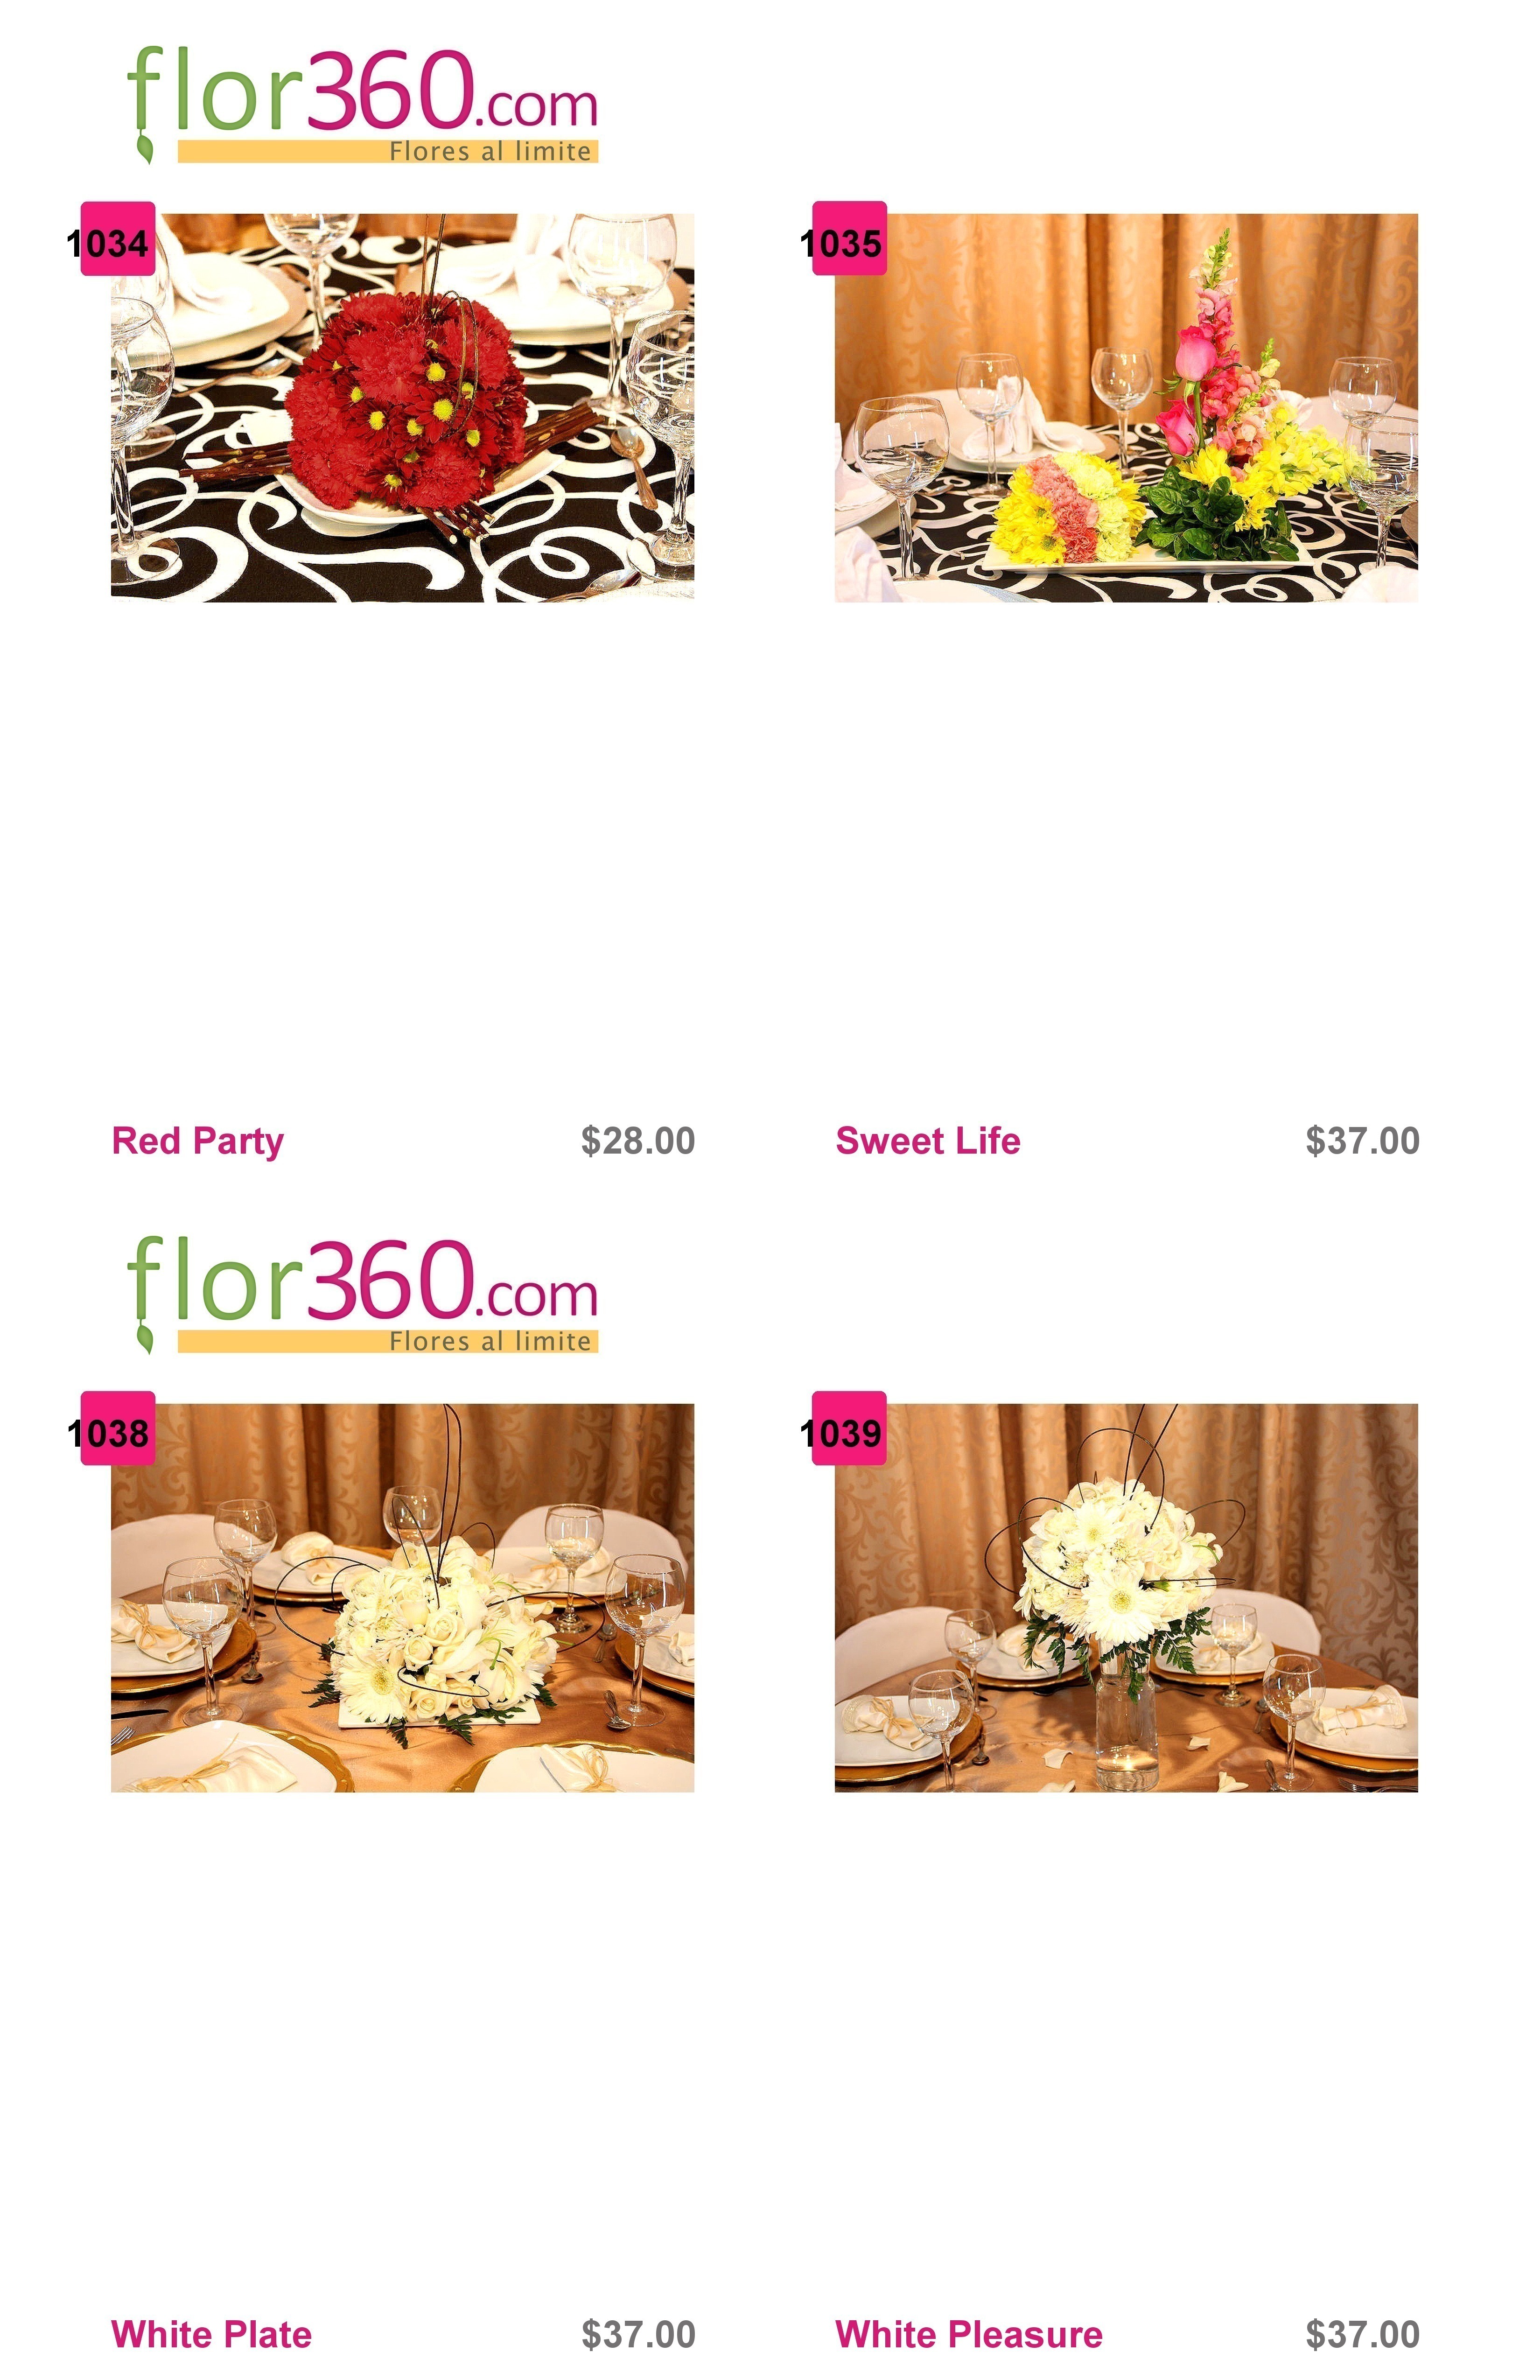 flor360.com
Flores al limite
1034
1035
Red Party $28.00
Sweet Life $37.00
flor360.com
Flores al limite
1038
1039
White Plate $37.00
White Pleasure $37.00